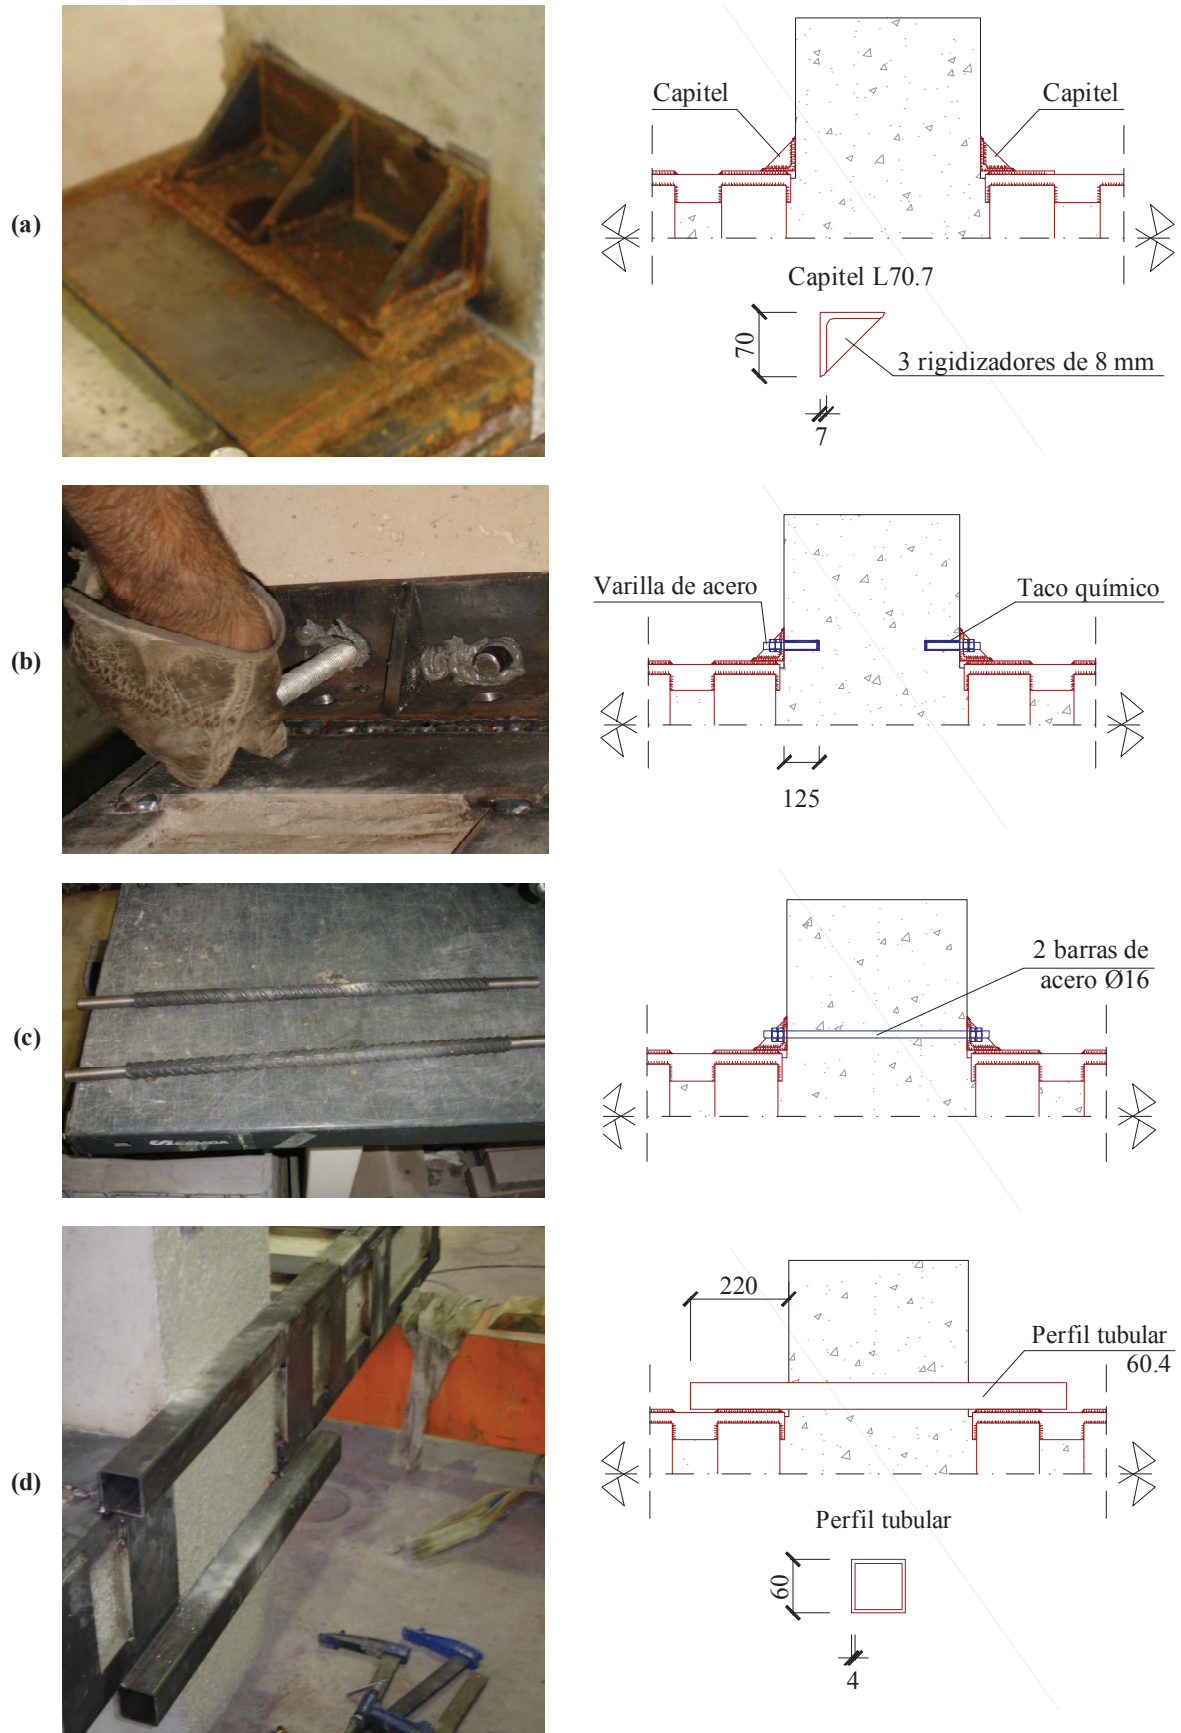 (a)
Capitel
Capitel
Capitel L70.7
70
3 rigidizadores de 8 mm
7
(b)
Varilla de acero
Taco químico
125
(c)
2 barras de
acero Ø16
(d)
220
Perfil tubular
60.4
Perfil tubular
60
4